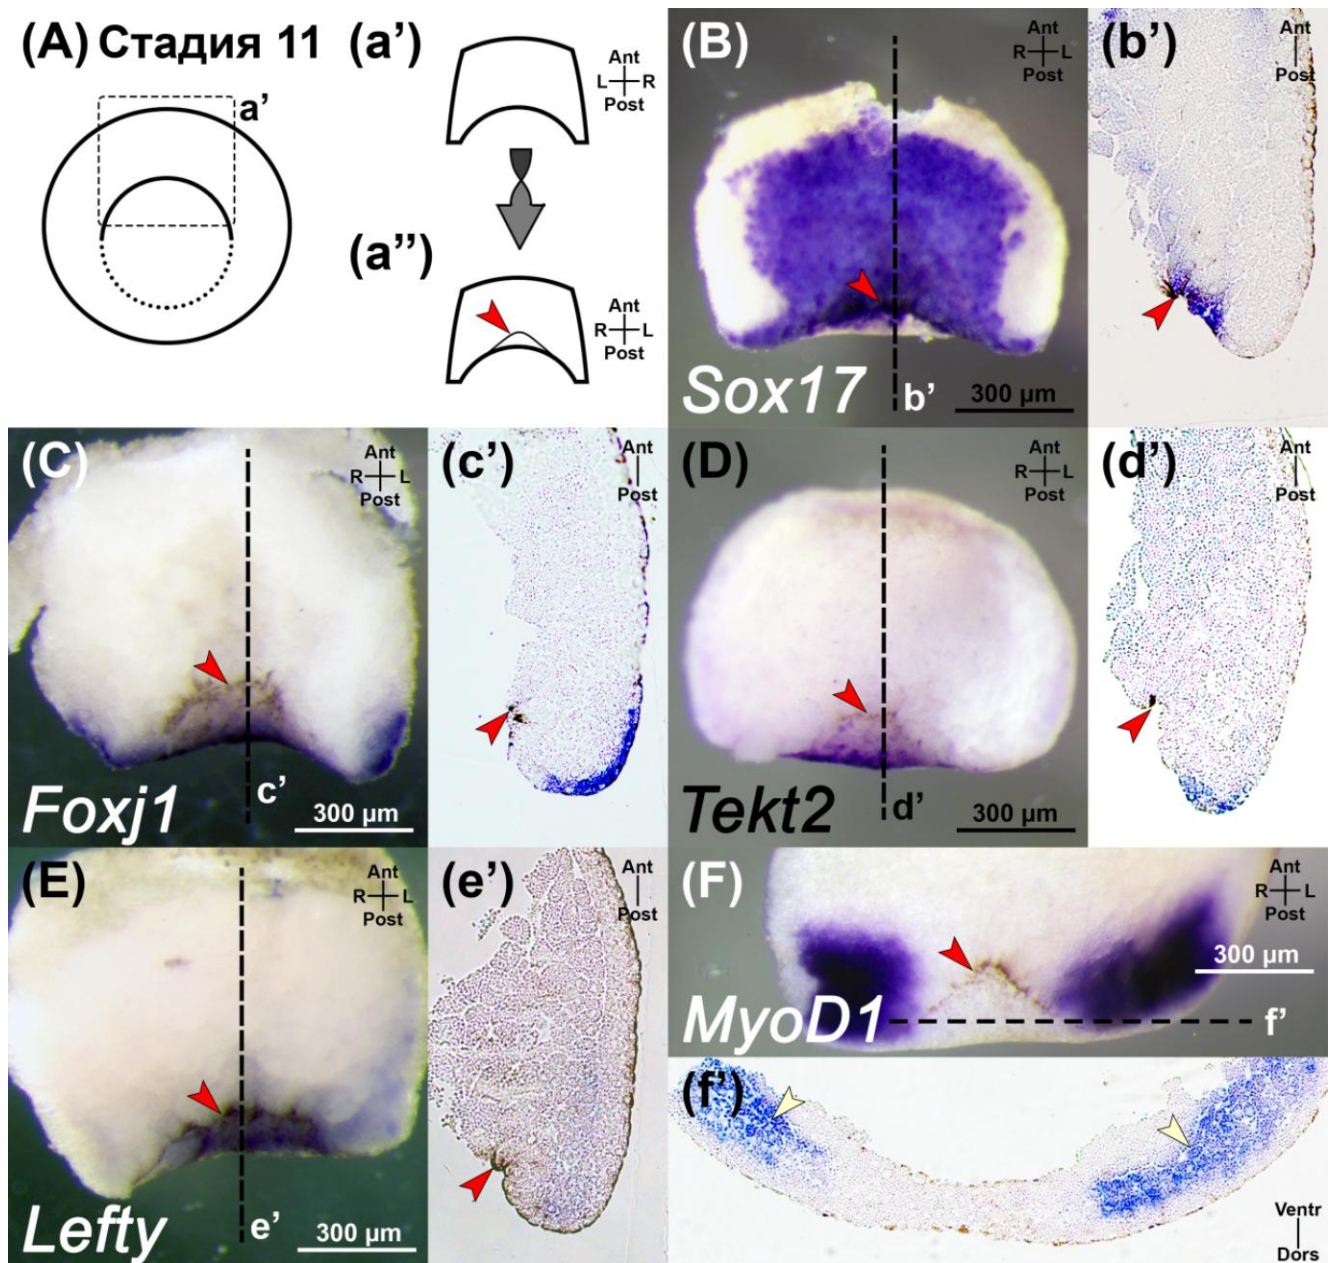 (A) Стадия 11
a’
(a’)
Ant
L R
Post
(a’’)
Ant
R L
Post
(B)
Ant
R L
Post
Sox17
b’
300 µm
(b’)
Ant
Post
(C)
Ant
R L
Post
Foxj1
c’
300 µm
(c’)
Ant
Post
(D)
Ant
R L
Post
Tekt2
d’
300 µm
(d’)
Ant
Post
(E)
Ant
R L
Post
Lefty
e’
300 µm
(e’)
Ant
Post
(F)
Ant
R L
Post
300 µm
MyoD1
f’
(f’)
Ventr
Dors